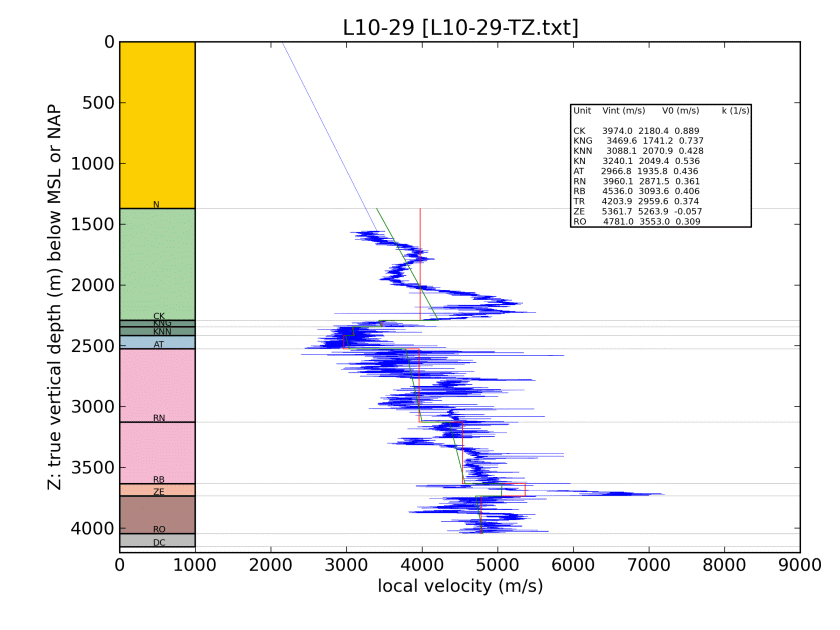 L10-29 [L10-29-TZ.txt]
Z: true vertical depth (m) below MSL or NAP
0
500
1000
1500
2000
2500
3000
3500
4000
N
CK
KNG
KNN
AT
RN
RB
ZE
RO
DC
Unit Vint (m/s) V0 (m/s) k (1/s)
CK 3974.0 2180.4 0.889
KNG 3469.6 1741.2 0.737
KNN 3088.1 2070.9 0.428
KN 3240.1 2049.4 0.536
AT 2966.8 1935.8 0.436
RN 3960.1 2871.5 0.361
RB 4536.0 3093.6 0.406
TR 4203.9 2959.6 0.374
ZE 5361.7 5263.9 -0.057
RO 4781.0 3553.0 0.309
0 1000 2000 3000 4000 5000 6000 7000 8000 9000
local velocity (m/s)